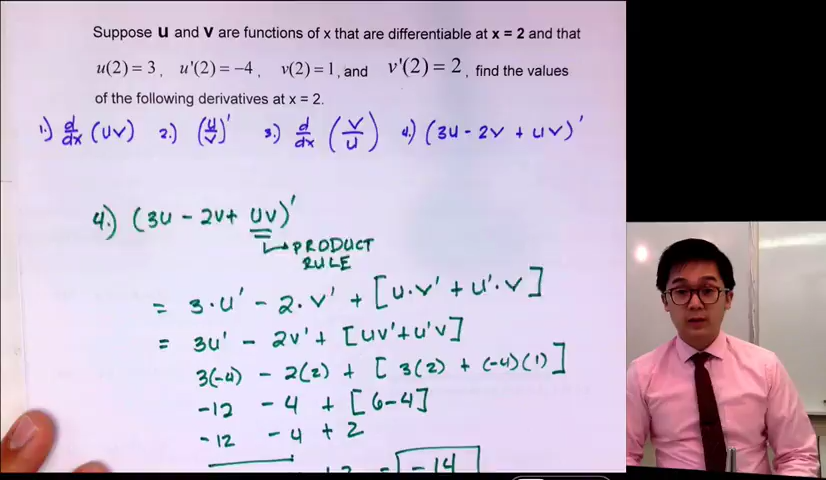 Suppose u and v are functions of x that are differentiable at x = 2 and that
u(2) = 3, u'(2) = −4, v(2) = 1, and v'(2) = 2, find the values
of the following derivatives at x = 2.
1.) d/dx (uv) 2.) (u/v)' 3.) d/dx (v/u) 4.) (3u - 2v + uv)'
4.) (3u - 2v + uv)'
PRODUCT
RULE
= 3·u' - 2·v' + [u·v' + u'·v]
= 3u' - 2v' + [uv' + u'v]
3(-4) - 2(2) + [3(2) + (-4)(1)]
-12 - 4 + [6-4]
-12 - 4 + 2
= -14